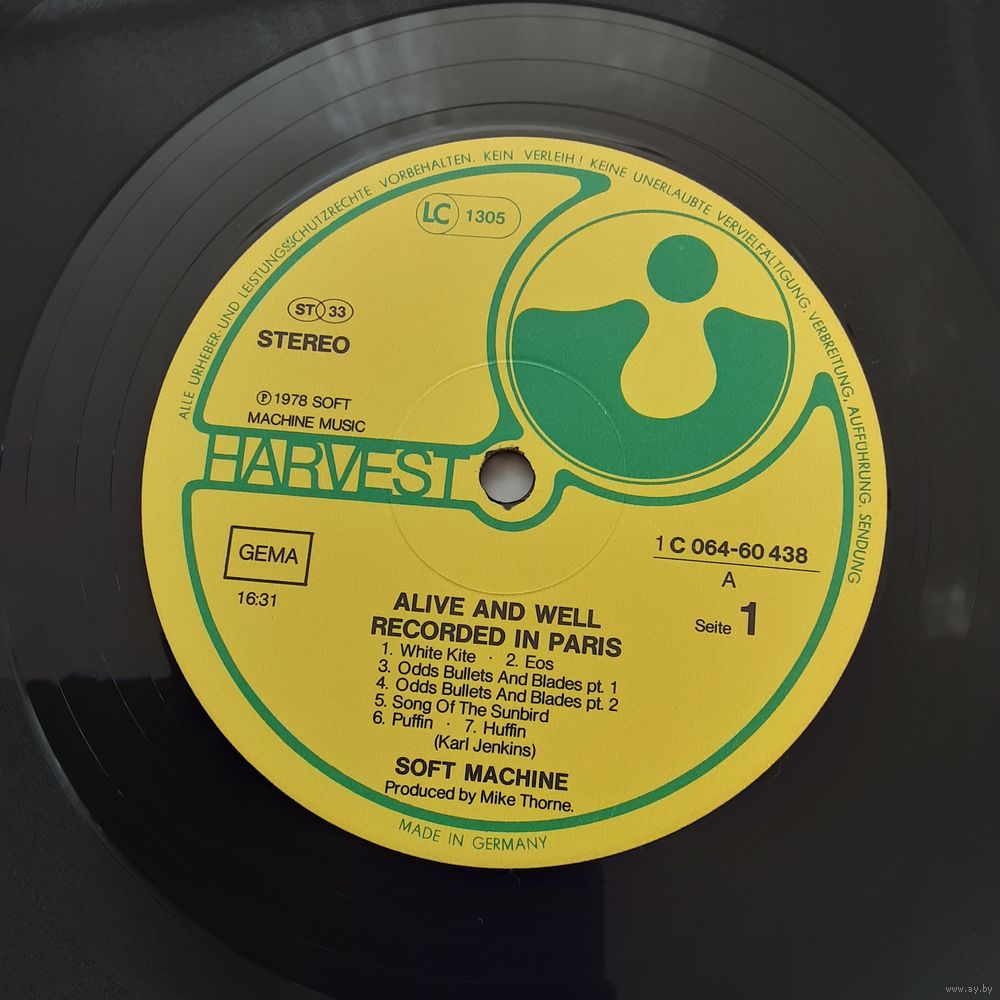 ALLE URHEBER- UND LEISTUNGSSCHUTZRECHTE VORBEHALTEN. KEIN VERLEIH! KEINE UNERLAUBTE VERVIELFÄLTIGUNG, VERBREITUNG, AUFFÜHRUNG, SENDUNG
LC 1305
ST 33
STEREO
Ⓟ 1978 SOFT
MACHINE MUSIC
HARVEST
GEMA
16:31
1 C 064-60 438
A
Seite 1
ALIVE AND WELL
RECORDED IN PARIS
1. White Kite · 2. Eos
3. Odds Bullets And Blades pt. 1
4. Odds Bullets And Blades pt. 2
5. Song Of The Sunbird
6. Puffin · 7. Huffin
(Karl Jenkins)
SOFT MACHINE
Produced by Mike Thorne.
MADE IN GERMANY
www.ay.by